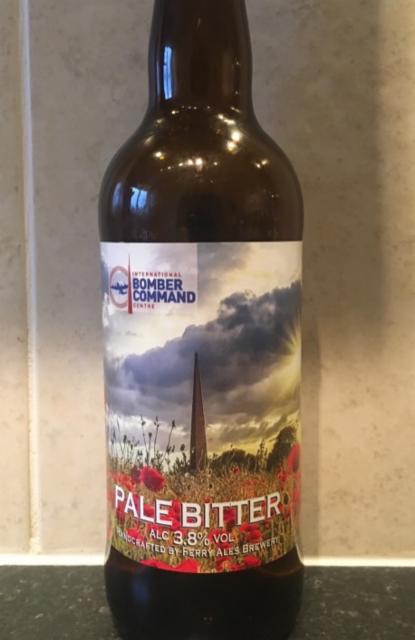 INTERNATIONAL
BOMBER
COMMAND
CENTRE
PALE BITTER
ALC 3.8% VOL
HANDCRAFTED BY FERRY ALES BREWERY